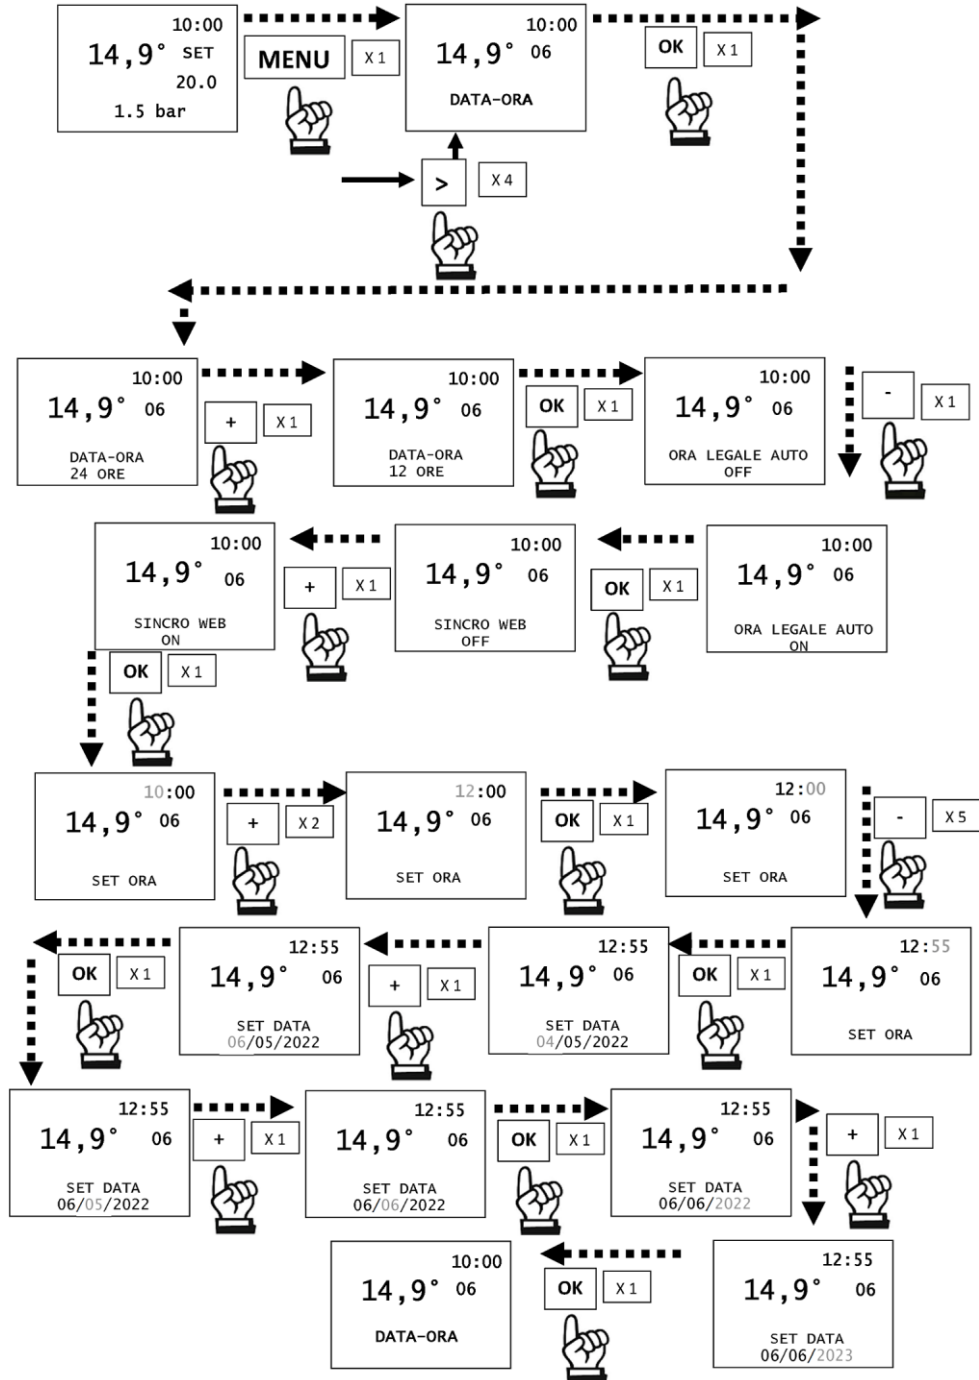 10:00
14,9° SET
20.0
1.5 bar
MENU
X 1
10:00
14,9° 06
DATA-ORA
OK
X 1
>
X 4
10:00
14,9° 06
DATA-ORA
24 ORE
+
X 1
10:00
14,9° 06
DATA-ORA
12 ORE
OK
X 1
10:00
14,9° 06
ORA LEGALE AUTO
OFF
-
X 1
10:00
14,9° 06
SINCRO WEB
ON
+
X 1
10:00
14,9° 06
SINCRO WEB
OFF
OK
X 1
10:00
14,9° 06
ORA LEGALE AUTO
ON
OK
X 1
10:00
14,9° 06
SET ORA
+
X 2
12:00
14,9° 06
SET ORA
OK
X 1
12:00
14,9° 06
SET ORA
-
X 5
OK
X 1
12:55
14,9° 06
SET DATA
06/05/2022
+
X 1
12:55
14,9° 06
SET DATA
04/05/2022
OK
X 1
12:55
14,9° 06
SET ORA
12:55
14,9° 06
SET DATA
06/05/2022
+
X 1
12:55
14,9° 06
SET DATA
06/06/2022
OK
X 1
12:55
14,9° 06
SET DATA
06/06/2022
+
X 1
10:00
14,9° 06
DATA-ORA
OK
X 1
12:55
14,9° 06
SET DATA
06/06/2023